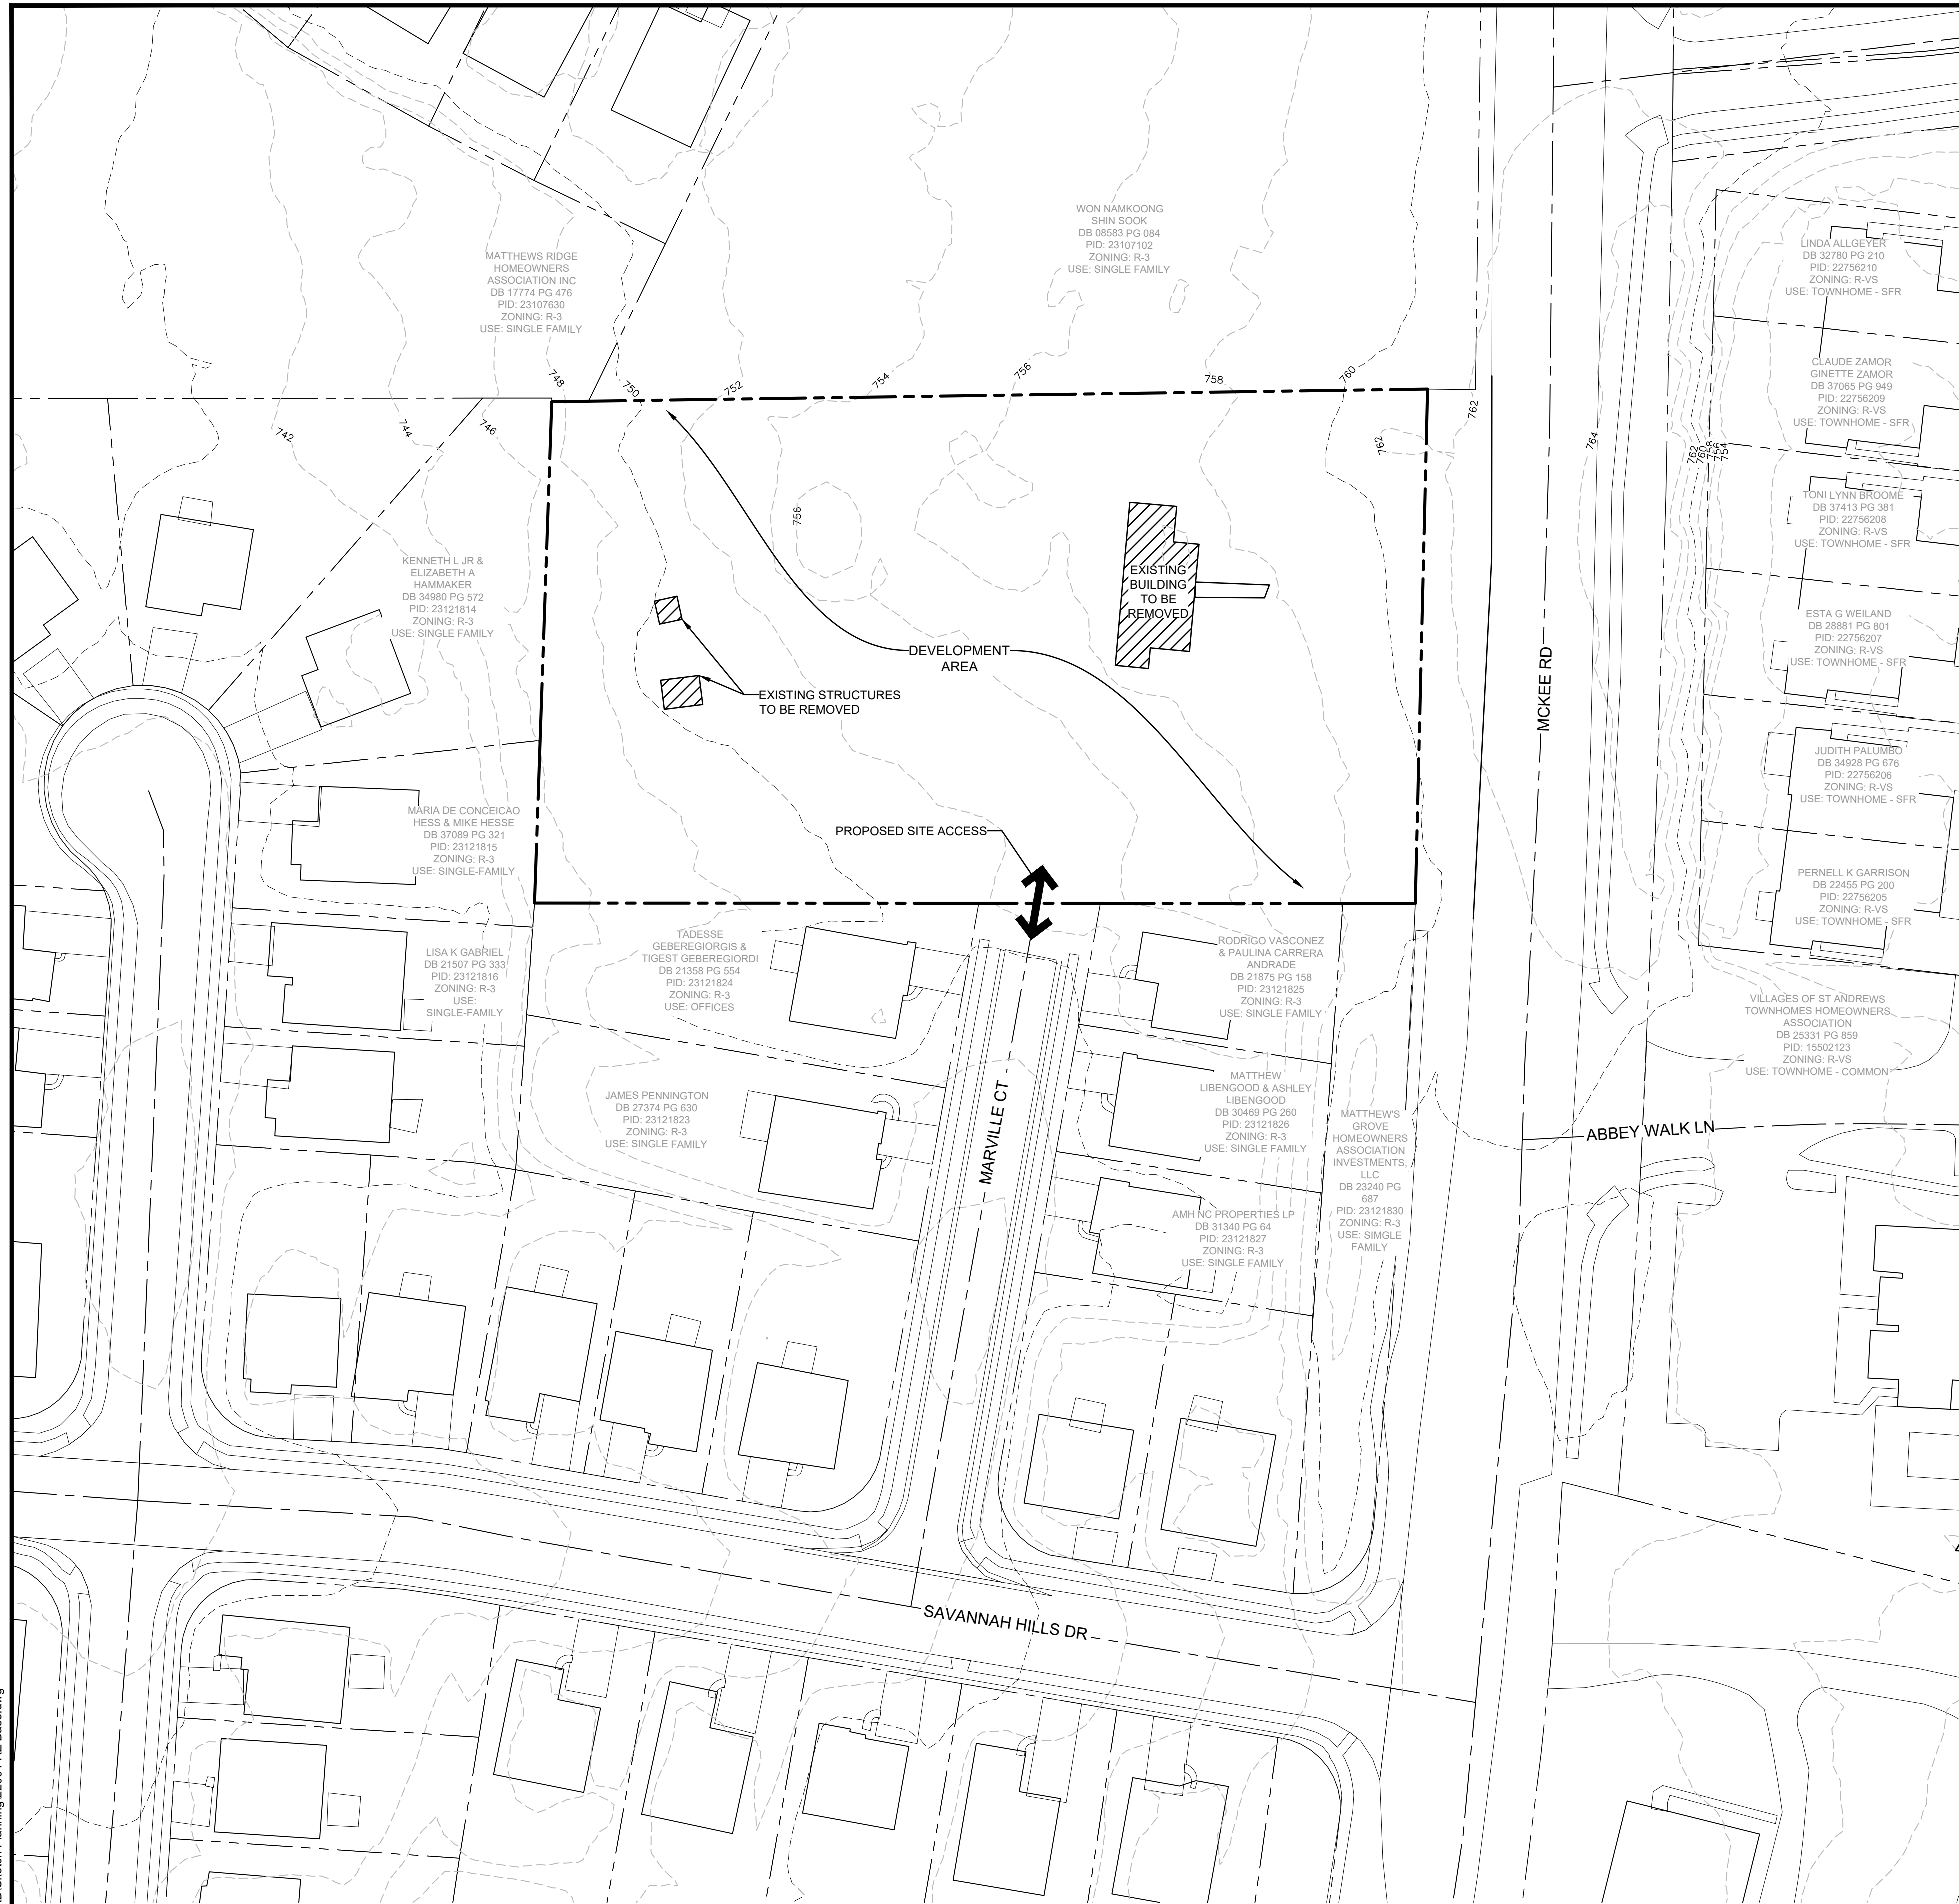 WON NAMKOONG
SHIN SOOK
DB 08583 PG 084
PID: 23107102
ZONING: R-3
USE: SINGLE FAMILY
MATTHEWS RIDGE
HOMEOWNERS
ASSOCIATION INC
DB 17774 PG 476
PID: 23107630
ZONING: R-3
USE: SINGLE FAMILY
LINDA ALLGEYER
DB 32780 PG 210
PID: 22756210
ZONING: R-VS
USE: TOWNHOME - SFR
CLAUDE ZAMOR
GINETTE ZAMOR
DB 37065 PG 949
PID: 22756209
ZONING: R-VS
USE: TOWNHOME - SFR
742
744
746
748
750
752
754
756
758
760
762
762
764
762
760
758
756
754
756
TONI LYNN BROOME
DB 37413 PG 381
PID: 22756208
ZONING: R-VS
USE: TOWNHOME - SFR
KENNETH L JR &
ELIZABETH A
HAMMAKER
DB 34980 PG 572
PID: 23121814
ZONING: R-3
USE: SINGLE FAMILY
EXISTING
BUILDING
TO BE
REMOVED
ESTA G WEILAND
DB 28881 PG 801
PID: 22756207
ZONING: R-VS
USE: TOWNHOME - SFR
DEVELOPMENT
AREA
EXISTING STRUCTURES
TO BE REMOVED
MCKEE RD
JUDITH PALUMBO
DB 34928 PG 676
PID: 22756206
ZONING: R-VS
USE: TOWNHOME - SFR
MARIA DE CONCEICAO
HESS & MIKE HESSE
DB 37089 PG 321
PID: 23121815
ZONING: R-3
USE: SINGLE-FAMILY
PROPOSED SITE ACCESS
PERNELL K GARRISON
DB 22455 PG 200
PID: 22756205
ZONING: R-VS
USE: TOWNHOME - SFR
LISA K GABRIEL
DB 21507 PG 333
PID: 23121816
ZONING: R-3
USE:
SINGLE-FAMILY
TADESSE
GEBEREGIORGIS &
TIGEST GEBEREGIORDI
DB 21358 PG 554
PID: 23121824
ZONING: R-3
USE: OFFICES
RODRIGO VASCONEZ
& PAULINA CARRERA
ANDRADE
DB 21875 PG 158
PID: 23121825
ZONING: R-3
USE: SINGLE FAMILY
VILLAGES OF ST ANDREWS
TOWNHOMES HOMEOWNERS
ASSOCIATION
DB 25331 PG 859
PID: 15502123
ZONING: R-VS
USE: TOWNHOME - COMMON
JAMES PENNINGTON
DB 27374 PG 630
PID: 23121823
ZONING: R-3
USE: SINGLE FAMILY
MARVILLE CT
MATTHEW
LIBENGOOD & ASHLEY
LIBENGOOD
DB 30469 PG 260
PID: 23121826
ZONING: R-3
USE: SINGLE FAMILY
MATTHEW'S
GROVE
HOMEOWNERS
ASSOCIATION
INVESTMENTS,
LLC
DB 23240 PG
687
PID: 23121830
ZONING: R-3
USE: SIMGLE
FAMILY
ABBEY WALK LN
AMH NC PROPERTIES LP
DB 31340 PG 64
PID: 23121827
ZONING: R-3
USE: SINGLE FAMILY
SAVANNAH HILLS DR